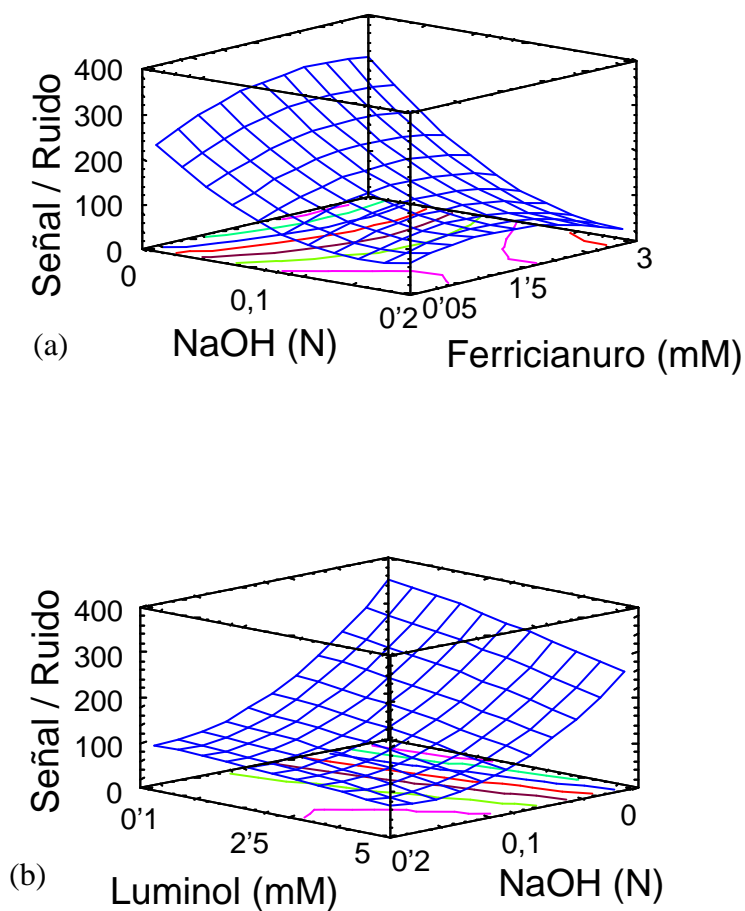 400
300
200
100
0
Señal / Ruido
0
0,1
0’2
NaOH (N)
0’05
1’5
3
Ferricianuro (mM)
(a)
400
300
200
100
0
Señal / Ruido
0’1
2’5
5
Luminol (mM)
0’2
0,1
0
NaOH (N)
(b)